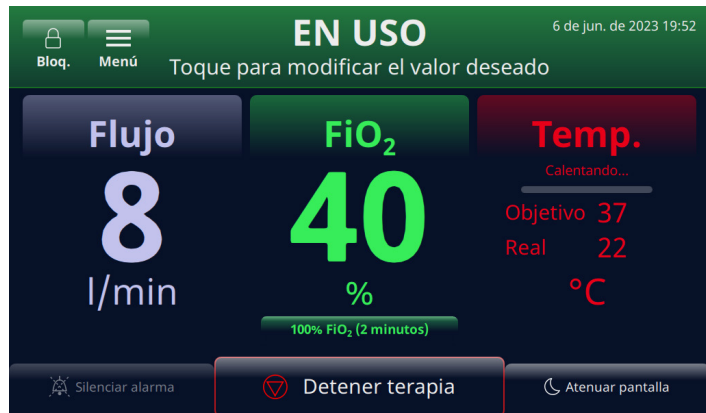 EN USO
6 de jun. de 2023 19:52
Bloq.
Menú
Toque para modificar el valor deseado
Flujo
8
l/min
FiO₂
40
%
100% FiO₂ (2 minutos)
Temp.
Calentando...
Objetivo 37
Real 22
°C
Silenciar alarma
Detener terapia
Atenuar pantalla